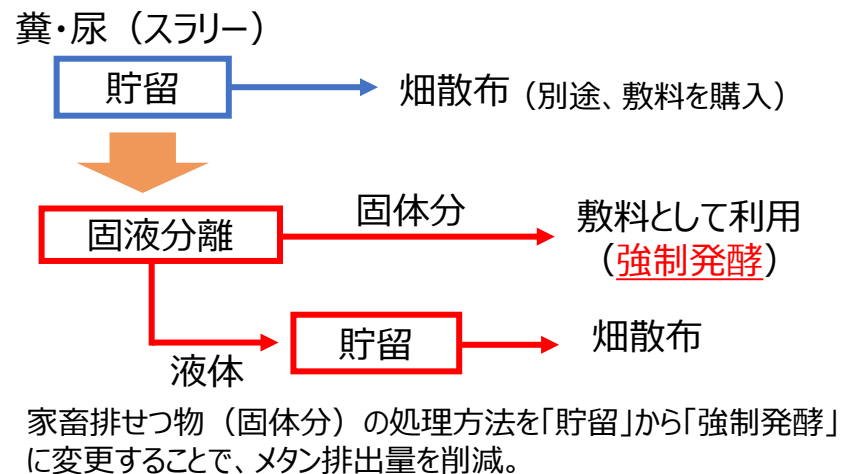 糞・尿（スラリー）
貯留
畑散布（別途、敷料を購入）
固液分離
固体分
敷料として利用
（強制発酵）
液体
貯留
畑散布
家畜排せつ物（固体分）の処理方法を「貯留」から「強制発酵」
に変更することで、メタン排出量を削減。